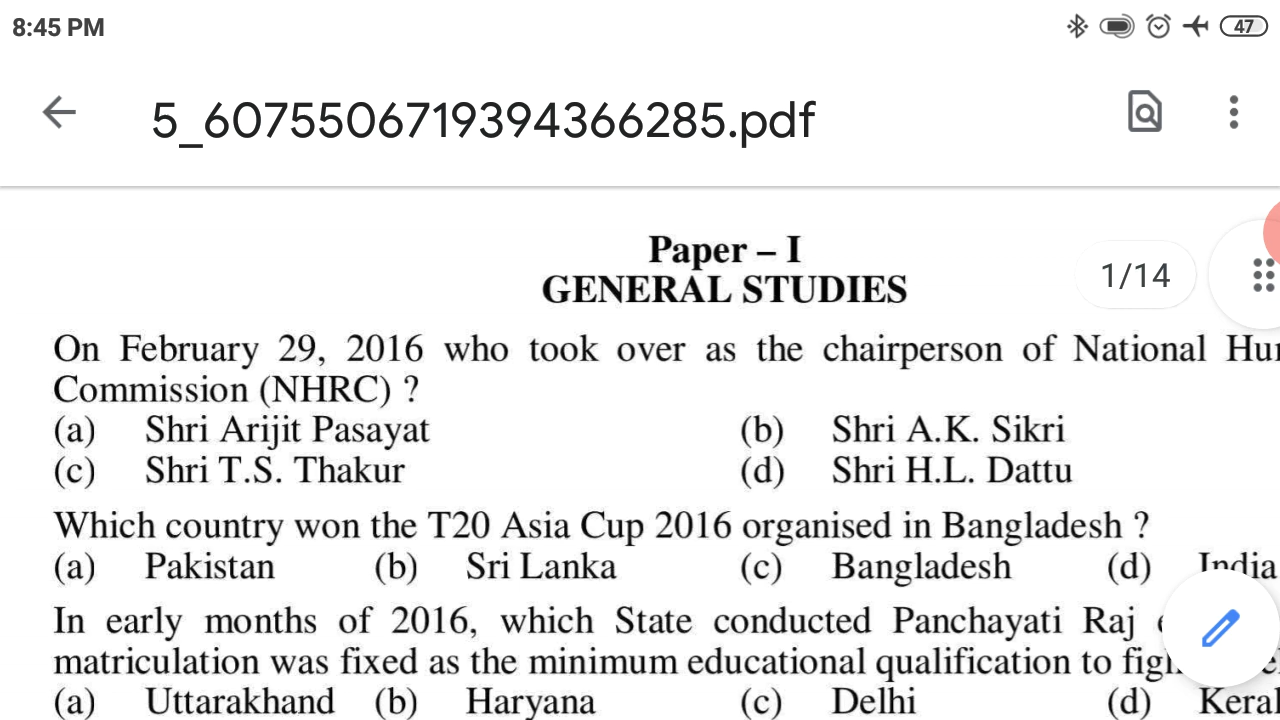 8:45 PM
47
5_6075506719394366285.pdf
Paper – I
GENERAL STUDIES
1/14
On February 29, 2016 who took over as the chairperson of National
Commission (NHRC) ?
(a) Shri Arijit Pasayat (b) Shri A.K. Sikri
(c) Shri T.S. Thakur (d) Shri H.L. Dattu
Which country won the T20 Asia Cup 2016 organised in Bangladesh ?
(a) Pakistan (b) Sri Lanka (c) Bangladesh (d) India
In early months of 2016, which State conducted Panchayati Raj
matriculation was fixed as the minimum educational qualification to
(a) Uttarakhand (b) Haryana (c) Delhi (d)